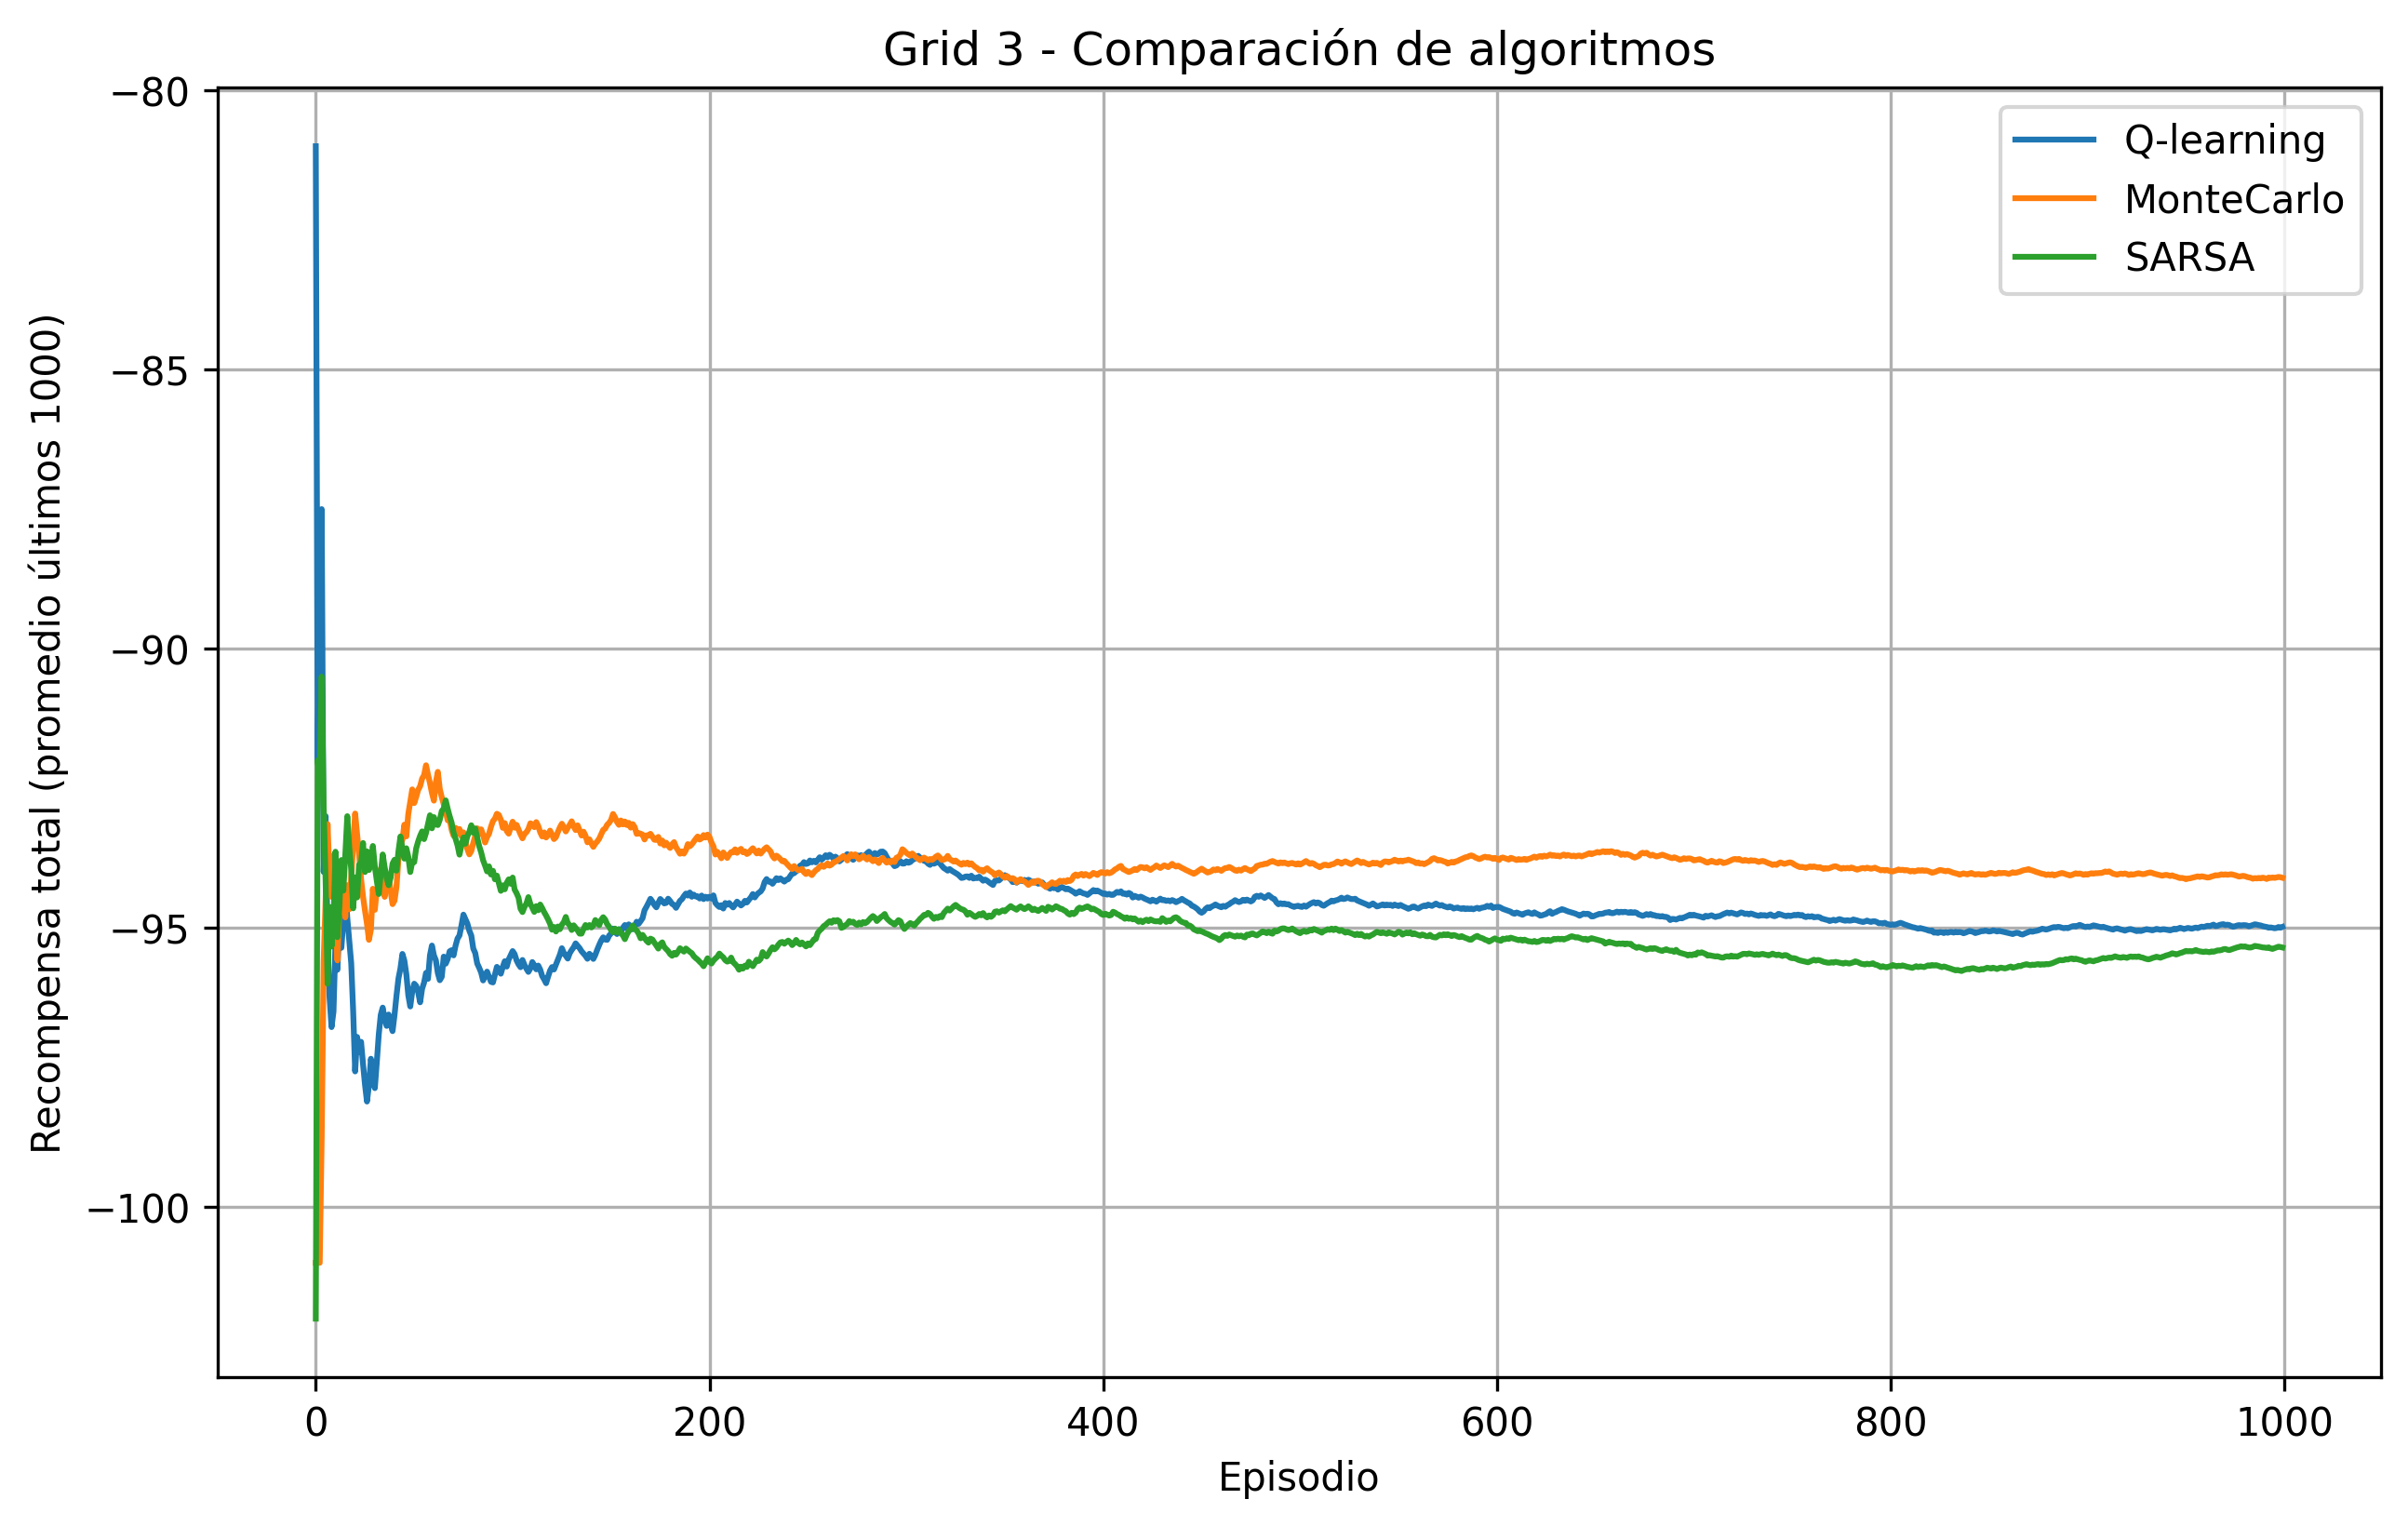 Grid 3 - Comparación de algoritmos
Recompensa total (promedio últimos 1000)
−80
−85
−90
−95
−100
Q-learning
MonteCarlo
SARSA
0
200
400
600
800
1000
Episodio